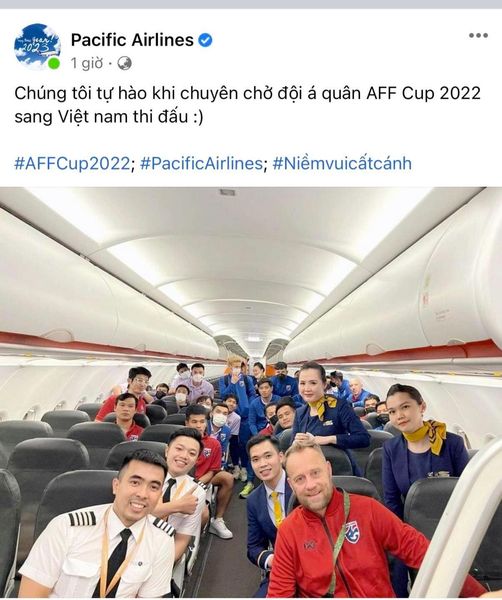 Pacific Airlines
1 giờ ·
Chúng tôi tự hào khi chuyên chở đội á quân AFF Cup 2022
sang Việt nam thi đấu :)
#AFFCup2022; #PacificAirlines; #Niềmvuicấtcánh